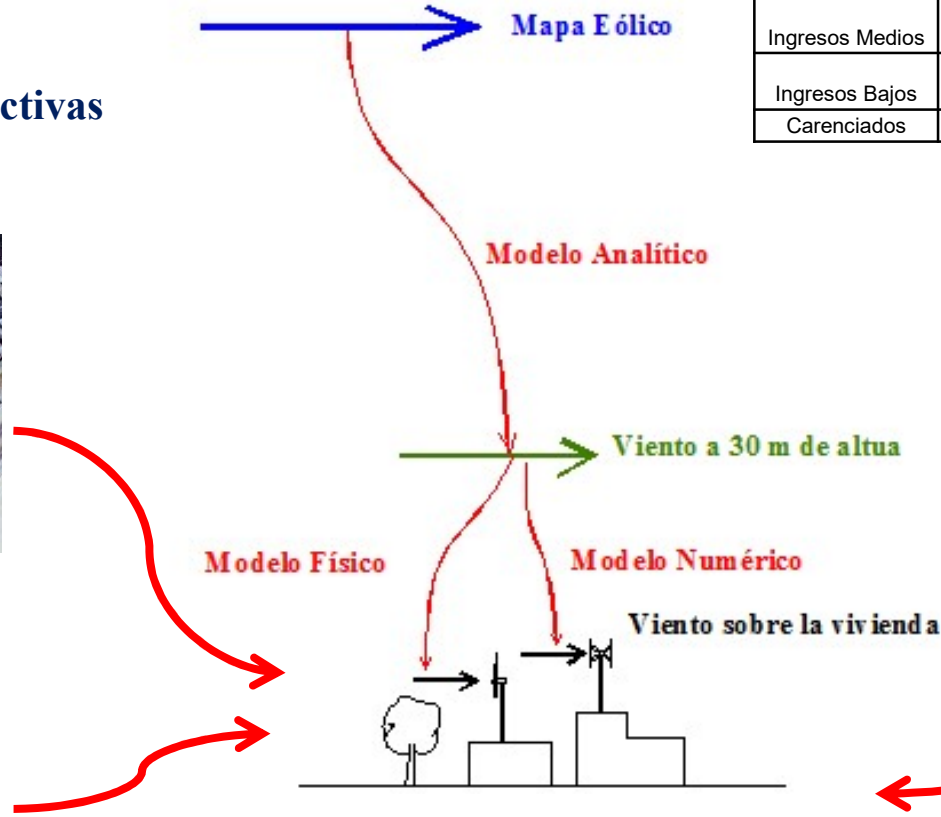 Mapa Eólico
Ingresos Medios
Ingresos Bajos
Carenciados
ctivas
Modelo Analítico
Viento a 30 m de altua
Modelo Físico
Modelo Numérico
Viento sobre la vivienda